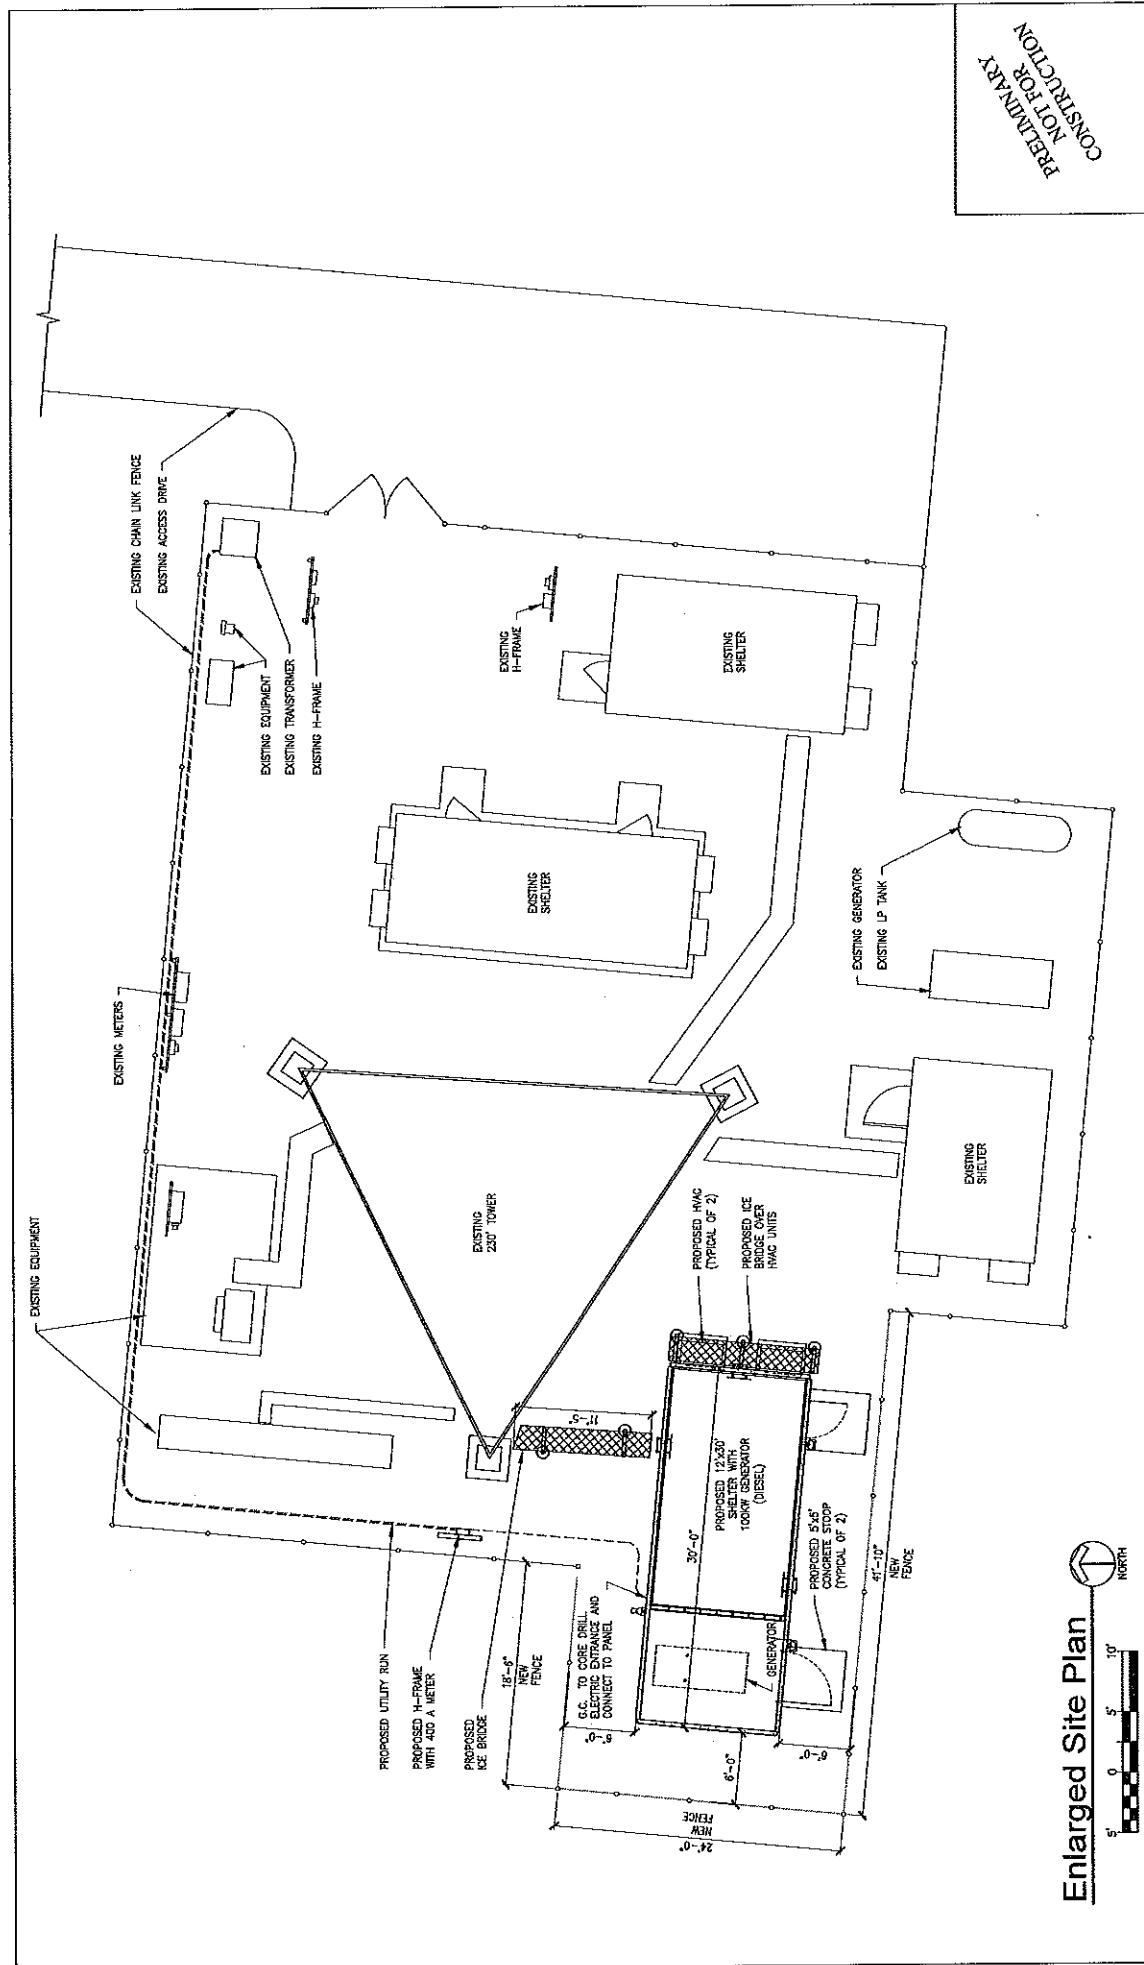 PRELIMINARY
NOT FOR
CONSTRUCTION
EXISTING CHAIN LINK FENCE
EXISTING ACCESS DRIVE
EXISTING EQUIPMENT
EXISTING TRANSFORMER
EXISTING H-FRAME
EXISTING
H-FRAME
EXISTING
SHELTER
EXISTING
SHELTER
EXISTING METERS
EXISTING GENERATOR
EXISTING LP TANK
EXISTING
SHELTER
EXISTING EQUIPMENT
EXISTING
230' TOWER
PROPOSED HVAC
(TYPICAL OF 2)
PROPOSED ICE
BRIDGE OVER
HVAC UNITS
11'-5"
PROPOSED 12'x30'
SHELTER WITH
100KW GENERATOR
(DIESEL)
30'-0"
PROPOSED 5'x6'
CONCRETE STOOP
(TYPICAL OF 2)
41'-10"
NEW
FENCE
G.C. TO CORE DRILL
ELECTRIC ENTRANCE AND
CONNECT TO PANEL
GENERATOR
PROPOSED UTILITY RUN
PROPOSED H-FRAME
WITH 400 A METER
PROPOSED
ICE BRIDGE
18'-6"
NEW
FENCE
6'-0"
6'-0"
6'-0"
24'-0"
NEW
FENCE
Enlarged Site Plan
5' 0 5' 10'
NORTH